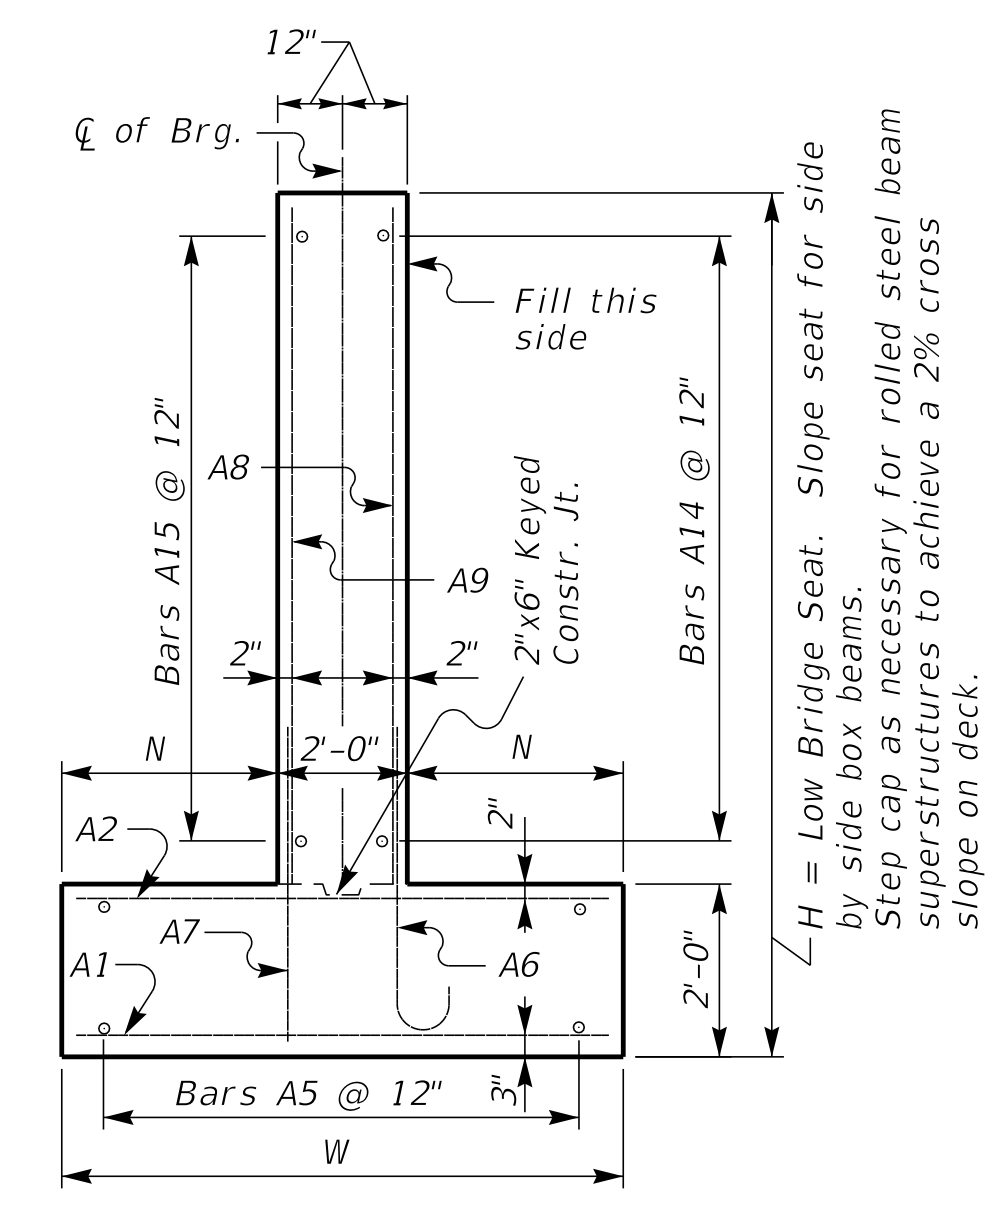 12"
℄ of Brg.
Fill this
side
Bars A15 @ 12"
A8
A9
2"x6" Keyed
Constr. Jt.
Bars A14 @ 12"
H = Low Bridge Seat. Slope seat for side
by side box beams.
Step cap as necessary for rolled steel beam
superstructures to achieve a 2% cross
slope on deck.
2"
2"
N
2'-0"
N
A2
2"
A7
A1
A6
2'-0"
Bars A5 @ 12"
3"
W